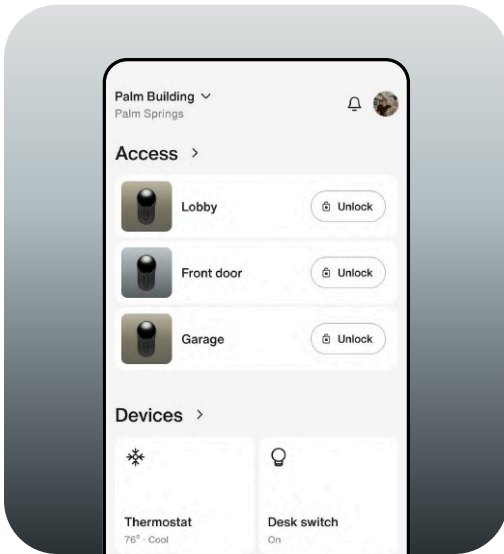 Palm Building
Palm Springs
Access
Lobby
Unlock
Front door
Unlock
Garage
Unlock
Devices
Thermostat
76° · Cool
Desk switch
On